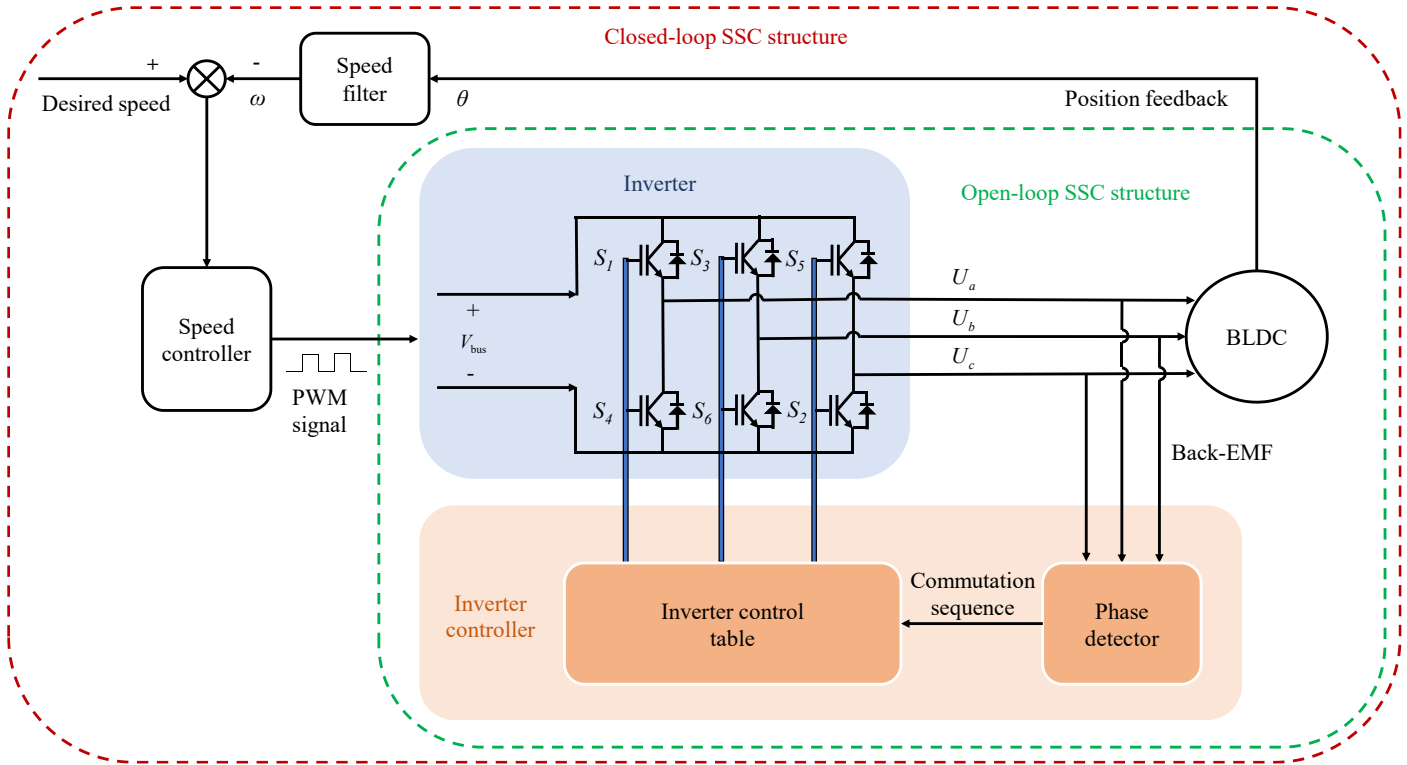 Closed-loop SSC structure
+
-
Speed
filter
Desired speed
ω
θ
Position feedback
Inverter
Open-loop SSC structure
S1
S3
S5
Ua
+
Speed
controller
Vbus
Ub
BLDC
Uc
-
PWM
signal
S4
S6
S2
Back-EMF
Inverter
controller
Inverter control
table
Commutation
sequence
Phase
detector